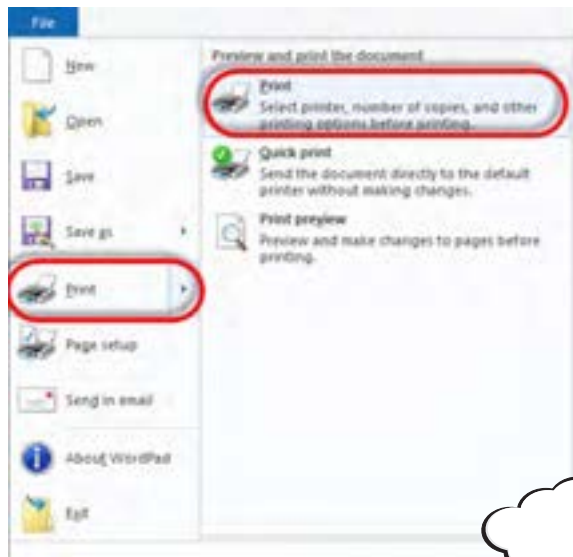 File
New
Open
Save
Save as
Print
Page setup
Send in email
About WordPad
Exit
Preview and print the document
Print
Select printer, number of copies, and other
printing options before printing.
Quick print
Send the document directly to the default
printer without making changes.
Print preview
Preview and make changes to pages before
printing.